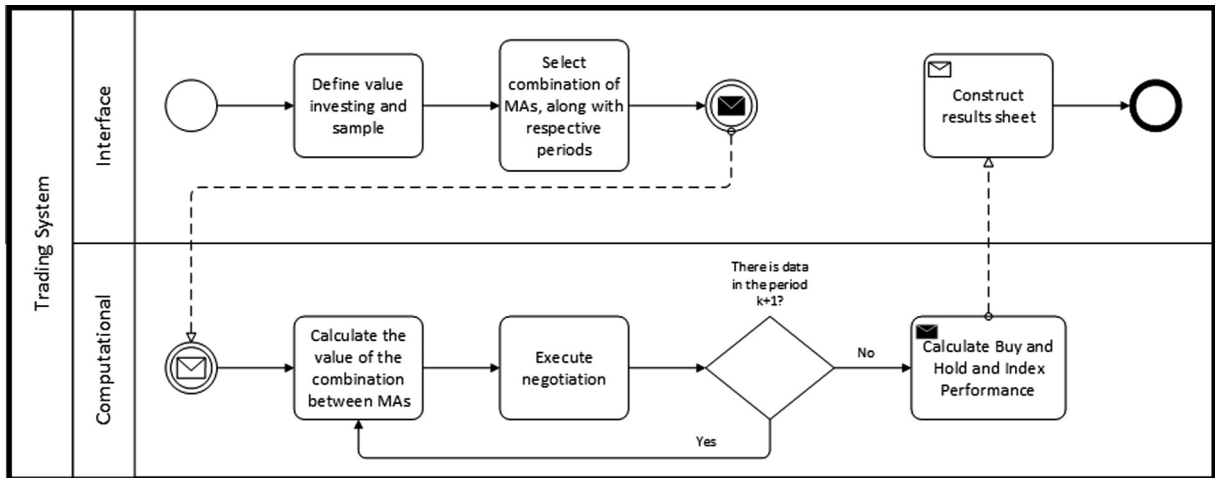 Trading System
Interface
Define value
investing and
sample
Select
combination of
MAs, along with
respective
periods
Construct
results sheet
Computational
Calculate the
value of the
combination
between MAs
Execute
negotiation
There is data
in the period
k+1?
No
Yes
Calculate Buy and
Hold and Index
Performance